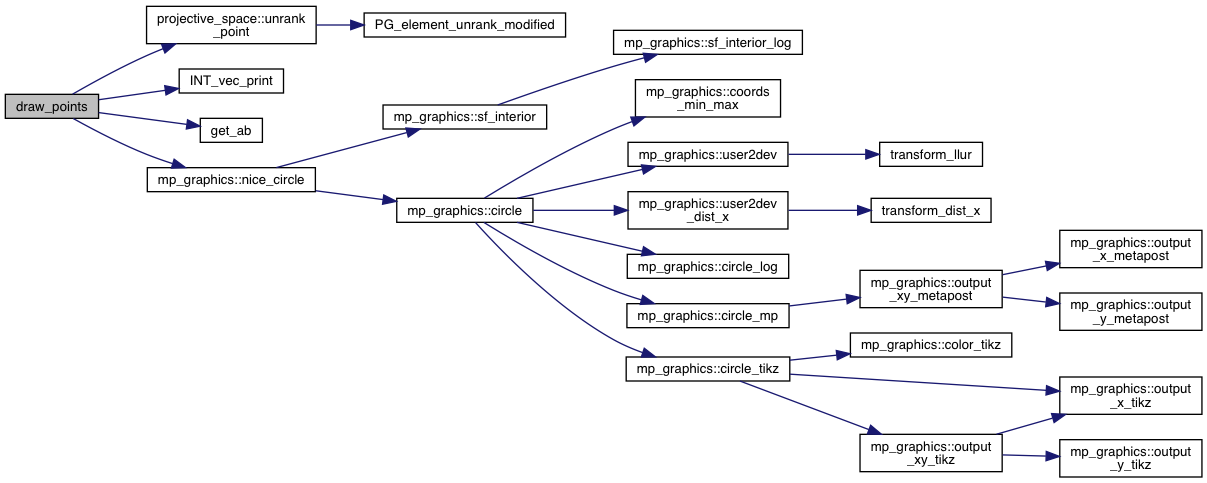 draw_points
projective_space::unrank
_point
PG_element_unrank_modified
INT_vec_print
get_ab
mp_graphics::nice_circle
mp_graphics::sf_interior
mp_graphics::sf_interior_log
mp_graphics::circle
mp_graphics::coords
_min_max
mp_graphics::user2dev
transform_llur
mp_graphics::user2dev
_dist_x
transform_dist_x
mp_graphics::circle_log
mp_graphics::circle_mp
mp_graphics::output
_xy_metapost
mp_graphics::output
_x_metapost
mp_graphics::output
_y_metapost
mp_graphics::circle_tikz
mp_graphics::color_tikz
mp_graphics::output
_x_tikz
mp_graphics::output
_xy_tikz
mp_graphics::output
_y_tikz